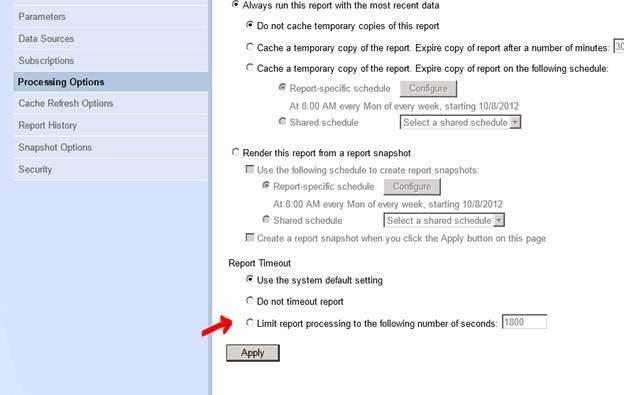 Parameters
Data Sources
Subscriptions
Processing Options
Cache Refresh Options
Report History
Snapshot Options
Security
Always run this report with the most recent data
Do not cache temporary copies of this report
Cache a temporary copy of the report. Expire copy of report after a number of minutes: 30
Cache a temporary copy of the report. Expire copy of report on the following schedule:
Report-specific schedule Configure
At 8:00 AM every Mon of every week, starting 10/8/2012
Shared schedule Select a shared schedule
Render this report from a report snapshot
Use the following schedule to create report snapshots:
Report-specific schedule Configure
At 8:00 AM every Mon of every week, starting 10/8/2012
Shared schedule Select a shared schedule
Create a report snapshot when you click the Apply button on this page
Report Timeout
Use the system default setting
Do not timeout report
Limit report processing to the following number of seconds: 1800
Apply